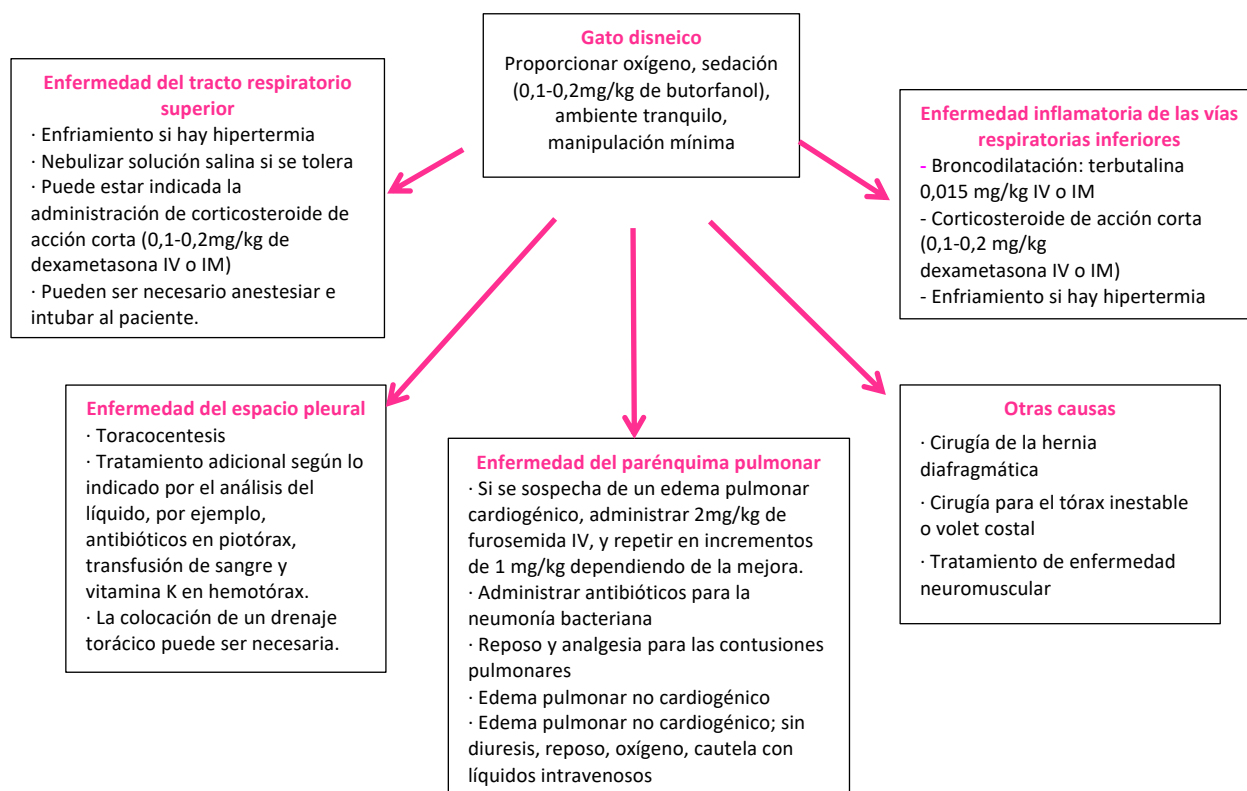 Gato disneico
Proporcionar oxígeno, sedación
(0,1-0,2mg/kg de butorfanol),
ambiente tranquilo,
manipulación mínima
Enfermedad del tracto respiratorio
superior
· Enfriamiento si hay hipertermia
· Nebulizar solución salina si se tolera
· Puede estar indicada la
administración de corticosteroide de
acción corta (0,1-0,2mg/kg de
dexametasona IV o IM)
· Pueden ser necesario anestesiar e
intubar al paciente.
Enfermedad inflamatoria de las vías
respiratorias inferiores
- Broncodilatación: terbutalina
0,015 mg/kg IV o IM
- Corticosteroide de acción corta
(0,1-0,2 mg/kg
dexametasona IV o IM)
- Enfriamiento si hay hipertermia
Enfermedad del espacio pleural
· Toracocentesis
· Tratamiento adicional según lo
indicado por el análisis del
líquido, por ejemplo,
antibióticos en piotórax,
transfusión de sangre y
vitamina K en hemotórax.
· La colocación de un drenaje
torácico puede ser necesaria.
Enfermedad del parénquima pulmonar
· Si se sospecha de un edema pulmonar
cardiogénico, administrar 2mg/kg de
furosemida IV, y repetir en incrementos
de 1 mg/kg dependiendo de la mejora.
· Administrar antibióticos para la
neumonía bacteriana
· Reposo y analgesia para las contusiones
pulmonares
· Edema pulmonar no cardiogénico
· Edema pulmonar no cardiogénico; sin
diuresis, reposo, oxígeno, cautela con
líquidos intravenosos
Otras causas
· Cirugía de la hernia
diafragmática
· Cirugía para el tórax inestable
o volet costal
· Tratamiento de enfermedad
neuromuscular